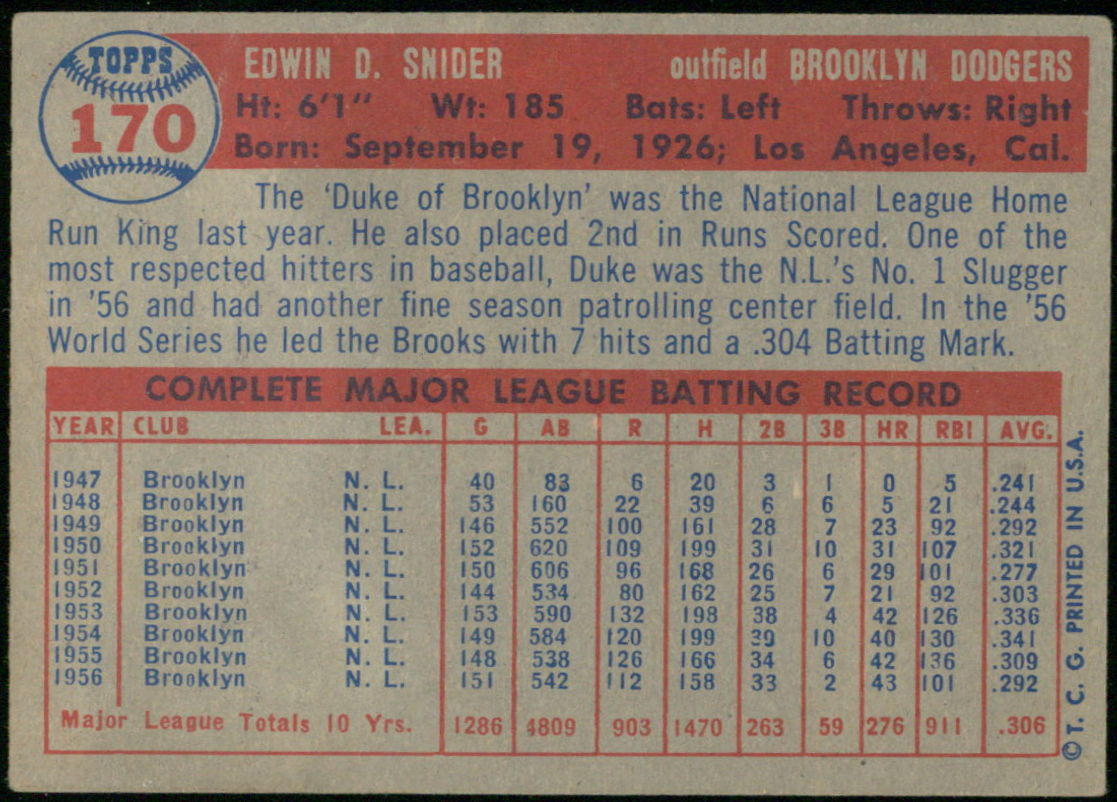 TOPPS
170
EDWIN D. SNIDER outfield BROOKLYN DODGERS
Ht: 6'1" Wt: 185 Bats: Left Throws: Right
Born: September 19, 1926; Los Angeles, Cal.
The 'Duke of Brooklyn' was the National League Home
Run King last year. He also placed 2nd in Runs Scored. One of the
most respected hitters in baseball, Duke was the N.L.'s No. 1 Slugger
in '56 and had another fine season patrolling center field. In the '56
World Series he led the Brooks with 7 hits and a .304 Batting Mark.
COMPLETE MAJOR LEAGUE BATTING RECORD
YEAR CLUB LEA. G AB R H 2B 3B HR RBI AVG.
1947 Brooklyn N. L. 40 83 6 20 3 1 0 5 .241
1948 Brooklyn N. L. 53 160 22 39 6 6 5 21 .244
1949 Brooklyn N. L. 146 552 100 161 28 7 23 92 .292
1950 Brooklyn N. L. 152 620 109 199 31 10 31 107 .321
1951 Brooklyn N. L. 150 606 96 168 26 6 29 101 .277
1952 Brooklyn N. L. 144 534 80 162 25 7 21 92 .303
1953 Brooklyn N. L. 153 590 132 198 38 4 42 126 .336
1954 Brooklyn N. L. 149 584 120 199 39 10 40 130 .341
1955 Brooklyn N. L. 148 538 126 166 34 6 42 136 .309
1956 Brooklyn N. L. 151 542 112 158 33 2 43 101 .292
Major League Totals 10 Yrs. 1286 4809 903 1470 263 59 276 911 .306
© T. C. G. PRINTED IN U.S.A.